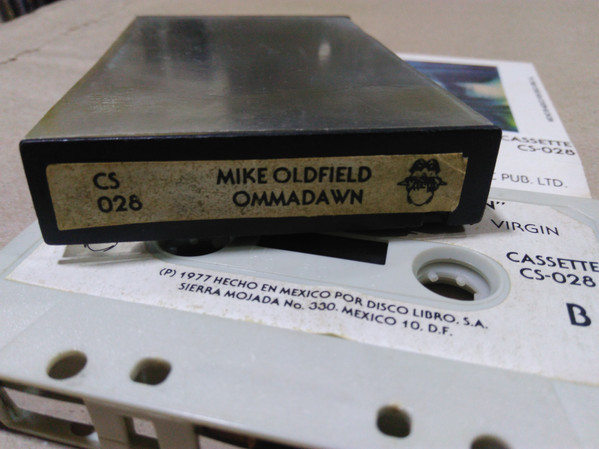 CS
028
MIKE OLDFIELD
OMMADAWN
CASSETTE
CS-028
PUB. LTD.
VIRGIN
CASSETTE
CS-028
B
(P) 1977 HECHO EN MEXICO POR DISCO LIBRO, S.A.
SIERRA MOJADA No. 330. MEXICO 10, D.F.